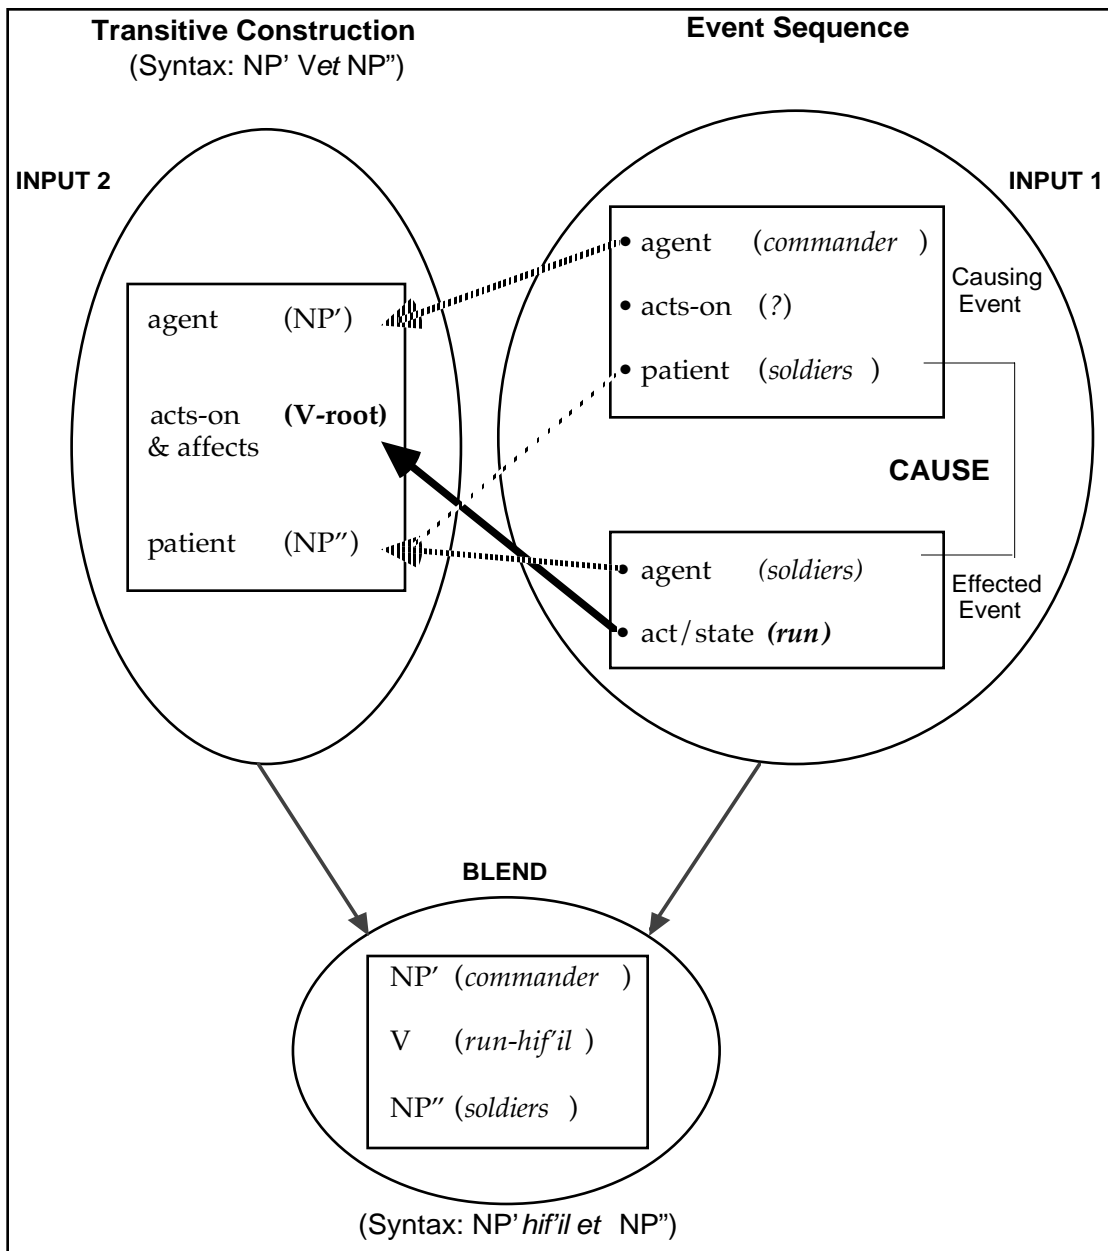 Transitive Construction
(Syntax: NP' Vet NP")
Event Sequence
INPUT 2
INPUT 1
agent (NP')
acts-on (V-root)
& affects
patient (NP")
• agent (commander )
• acts-on (?)
• patient (soldiers )
Causing
Event
CAUSE
• agent (soldiers)
• act/state (run)
Effected
Event
BLEND
NP' (commander )
V (run-hif'il )
NP" (soldiers )
(Syntax: NP' hif'il et NP")